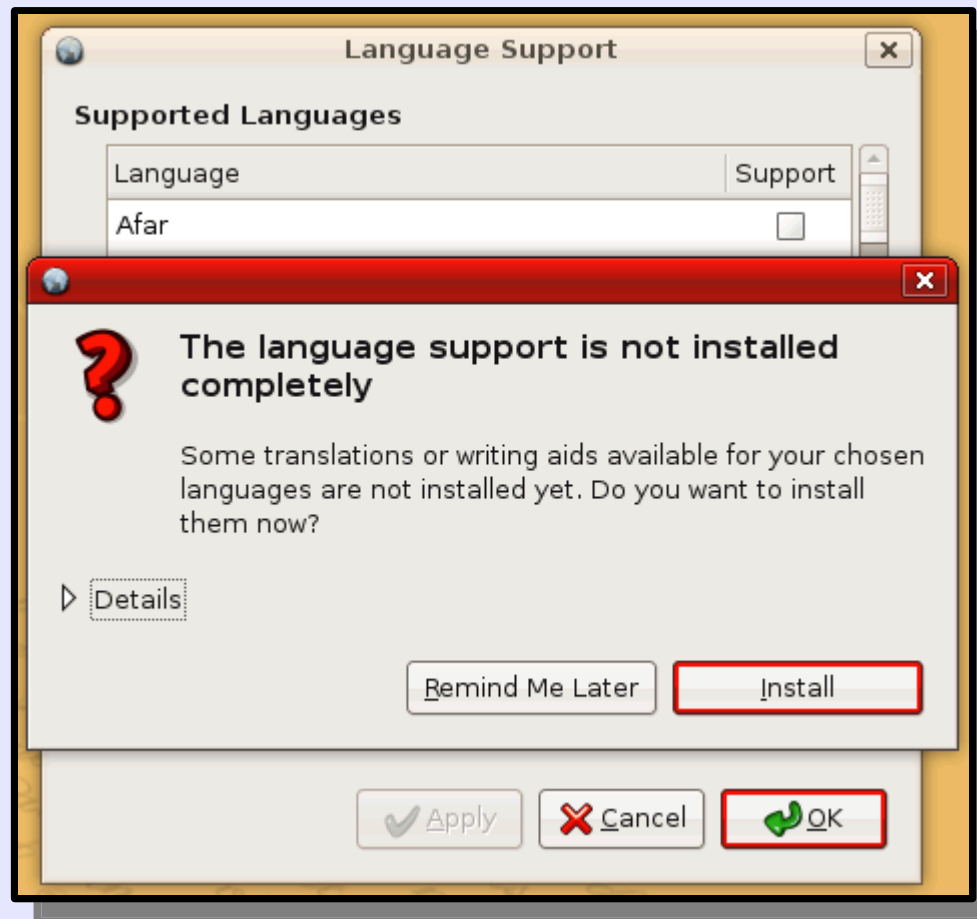 Language Support
Supported Languages
Language Support
Afar
The language support is not installed
completely
Some translations or writing aids available for your chosen
languages are not installed yet. Do you want to install
them now?
Details
Remind Me Later Install
Apply Cancel OK